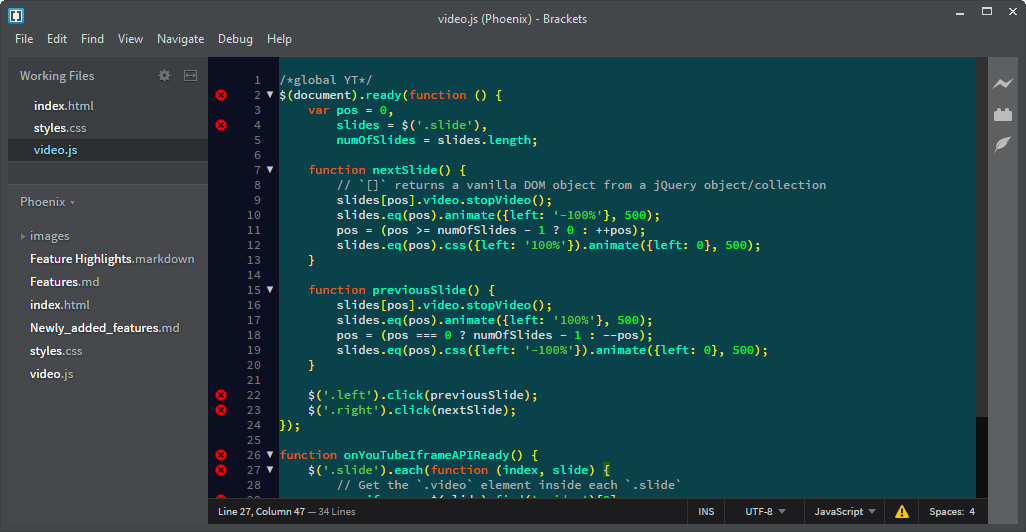 video.js (Phoenix) - Brackets
File Edit Find View Navigate Debug Help
Working Files
index.html
styles.css
video.js
Phoenix
images
Feature Highlights.markdown
Features.md
index.html
Newly_added_features.md
styles.css
video.js
1 /*global YT*/
2 $(document).ready(function () {
3 var pos = 0,
4 slides = $('.slide'),
5 numOfSlides = slides.length;
6
7 function nextSlide() {
8 // `[]` returns a vanilla DOM object from a jQuery object/collection
9 slides[pos].video.stopVideo();
10 slides.eq(pos).animate({left: '-100%'}, 500);
11 pos = (pos >= numOfSlides - 1 ? 0 : ++pos);
12 slides.eq(pos).css({left: '100%'}).animate({left: 0}, 500);
13 }
14
15 function previousSlide() {
16 slides[pos].video.stopVideo();
17 slides.eq(pos).animate({left: '100%'}, 500);
18 pos = (pos === 0 ? numOfSlides - 1 : --pos);
19 slides.eq(pos).css({left: '-100%'}).animate({left: 0}, 500);
20 }
21
22 $('.left').click(previousSlide);
23 $('.right').click(nextSlide);
24 });
25
26 function onYouTubeIframeAPIReady() {
27 $('.slide').each(function (index, slide) {
28 // Get the `.video` element inside each `.slide`
Line 27, Column 47 — 34 Lines
INS UTF-8 JavaScript Spaces: 4